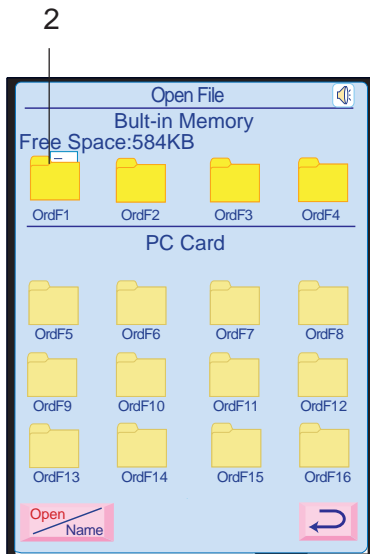 2
Open File
Bult-in Memory
Free Space:584KB
OrdF1 OrdF2 OrdF3 OrdF4
PC Card
OrdF5 OrdF6 OrdF7 OrdF8
OrdF9 OrdF10 OrdF11 OrdF12
OrdF13 OrdF14 OrdF15 OrdF16
Open
Name